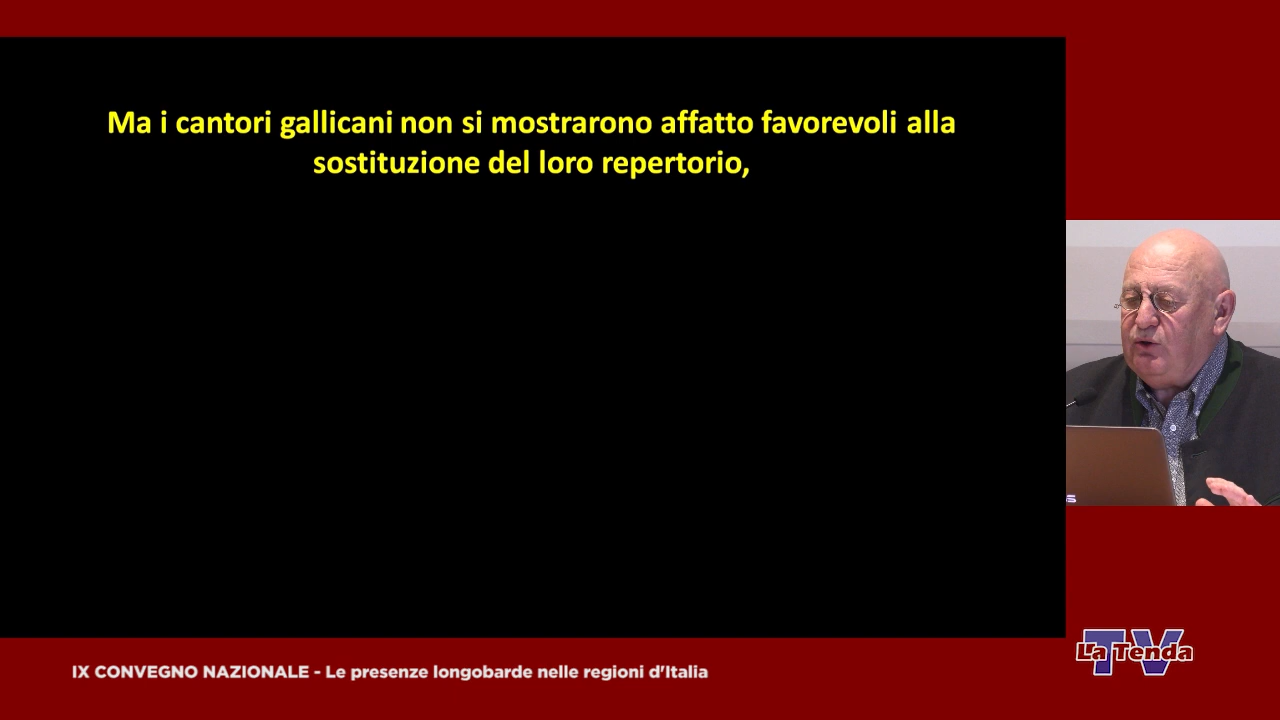 Ma i cantori gallicani non si mostrarono affatto favorevoli alla
sostituzione del loro repertorio,
IX CONVEGNO NAZIONALE - Le presenze longobarde nelle regioni d'Italia
TV
La Tenda